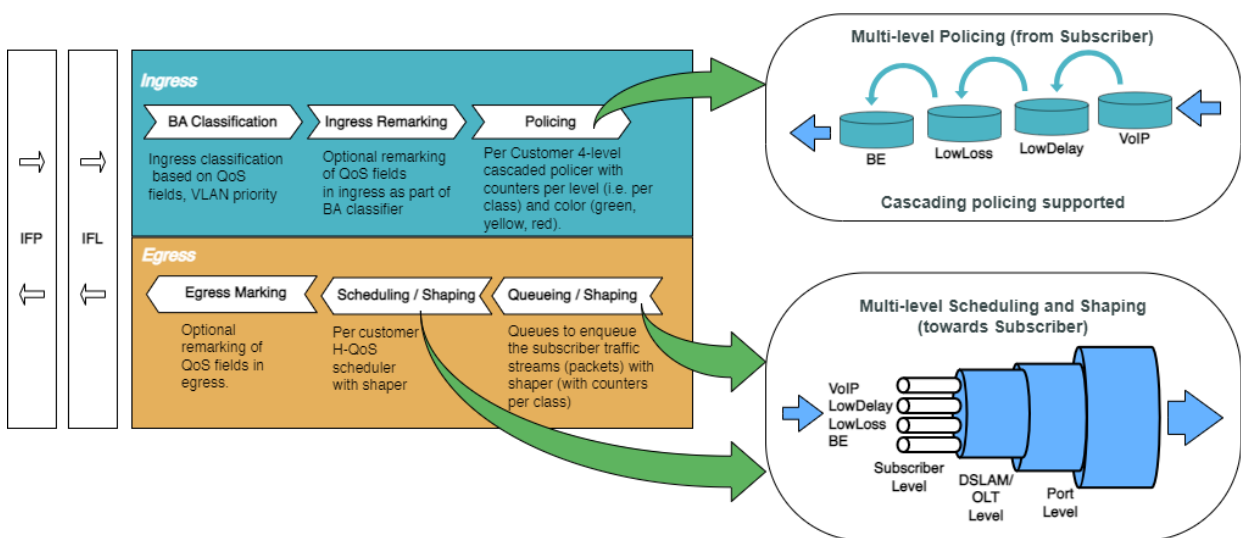 IFP
IFL
Ingress
BA Classification
Ingress classification
based on QoS
fields, VLAN priority
Ingress Remarking
Optional remarking
of QoS fields
in ingress as part of
BA classifier
Policing
Per Customer 4-level
cascaded policer with
counters per level (i.e. per
class) and color (green,
yellow, red).
Egress
Egress Marking
Optional
remarking of
QoS fields in
egress.
Scheduling / Shaping
Per customer
H-QoS
scheduler
with shaper
Queueing / Shaping
Queues to enqueue
the subscriber traffic
streams (packets) with
shaper (with counters
per class)
Multi-level Policing (from Subscriber)
BE
LowLoss
LowDelay
VoIP
Cascading policing supported
Multi-level Scheduling and Shaping
(towards Subscriber)
VoIP
LowDelay
LowLoss
BE
Subscriber
Level
DSLAM/
OLT
Level
Port
Level